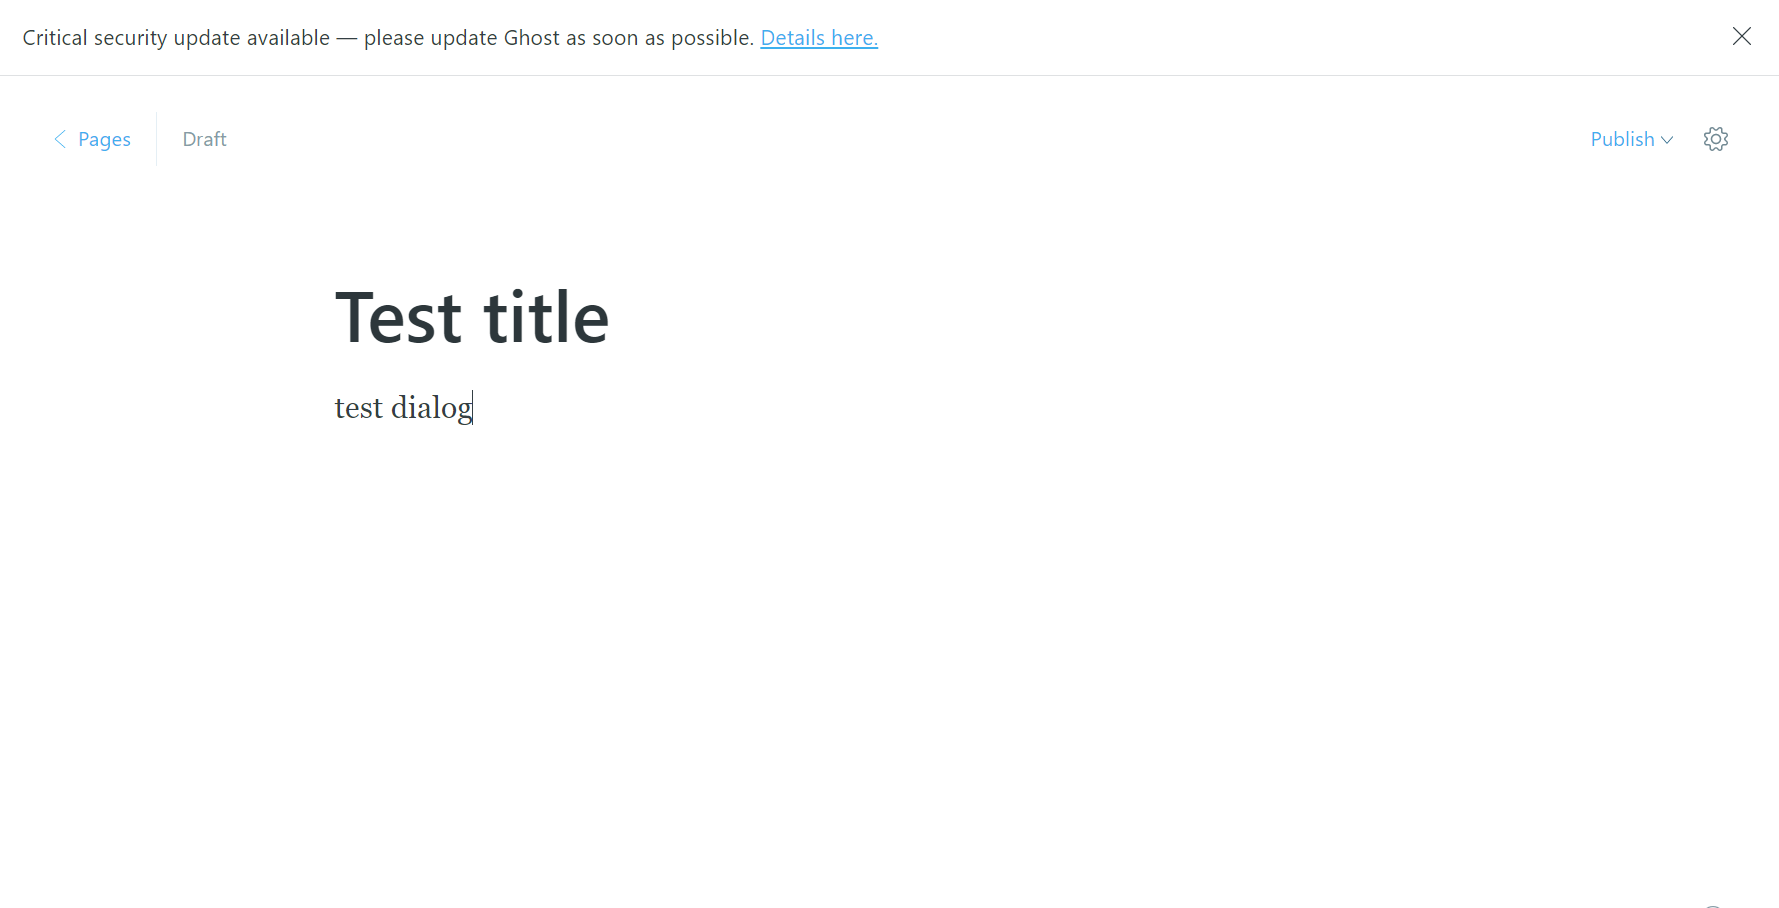 Critical security update available — please update Ghost as soon as possible. Details here.
Pages
Draft
Publish
Test title
test dialog